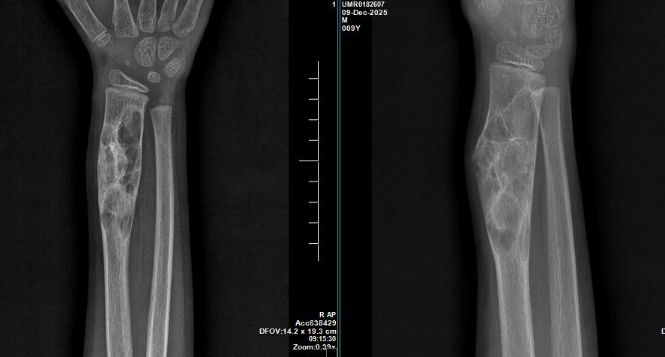 1
UMR0182607
09-Dec-2025
M
009Y
R AP
Acc638429
DFOV:14.2 x 19.3 cm
09:15:30
Zoom:0.39x
D